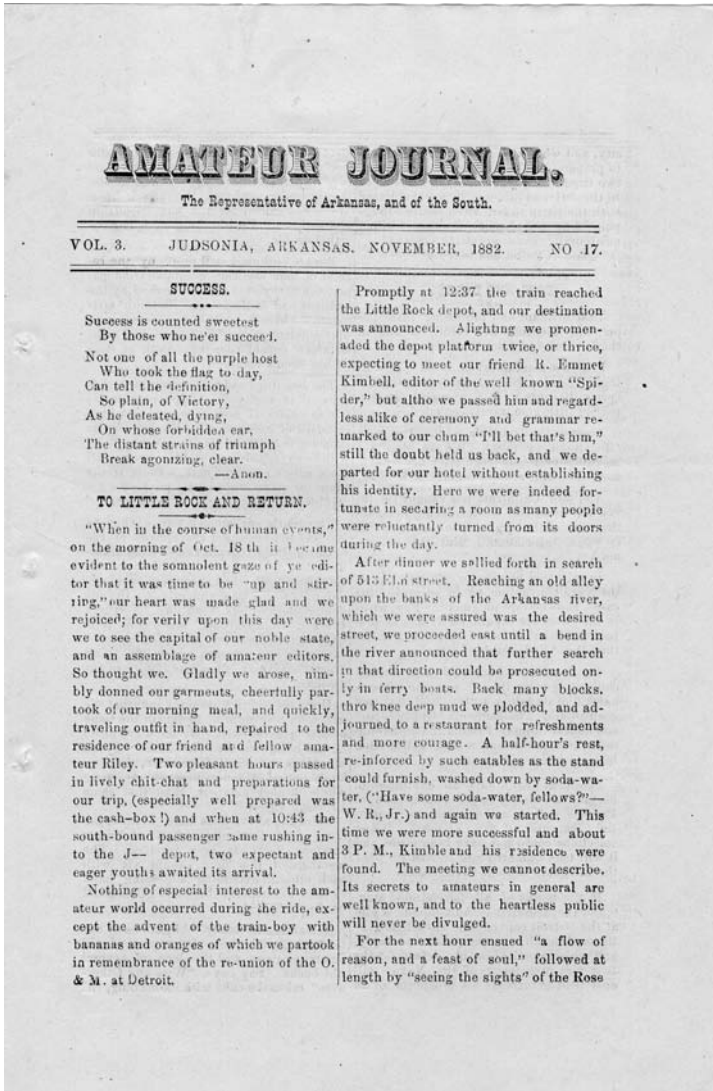 AMATEUR JOURNAL.
The Representative of Arkansas, and of the South.
VOL. 3. JUDSONIA, ARKANSAS. NOVEMBER, 1882. NO .17.
SUCCESS.
Success is counted sweetest
By those who ne'er succeed.
Not one of all the purple host
Who took the flag to day,
Can tell the definition,
So plain, of Victory,
As he defeated, dying,
On whose forbidden ear,
The distant strains of triumph
Break agonizing, clear.
—Anon.
TO LITTLE ROCK AND RETURN.
"When in the course of human events,"
on the morning of Oct. 18 th it became
evident to the somnolent gaze of ye edi-
tor that it was time to be "up and stir-
ring," our heart was made glad and we
rejoiced; for verily upon this day were
we to see the capital of our noble state,
and an assemblage of amateur editors.
So thought we. Gladly we arose, nim-
bly donned our garments, cheerfully par-
took of our morning meal, and quickly,
traveling outfit in hand, repaired to the
residence of our friend and fellow ama-
teur Riley. Two pleasant hours passed
in lively chit-chat and preparations for
our trip, (especially well prepared was
the cash-box!) and when at 10:43 the
south-bound passenger came rushing in-
to the J— depot, two expectant and
eager youths awaited its arrival.
Nothing of especial interest to the am-
ateur world occurred during the ride, ex-
cept the advent of the train-boy with
bananas and oranges of which we partook
in remembrance of the re-union of the O.
& M. at Detroit.
Promptly at 12:37 the train reached
the Little Rock depot, and our destination
was announced. Alighting we promen-
aded the depot platform twice, or thrice,
expecting to meet our friend R. Emmet
Kimbell, editor of the well known "Spi-
der," but altho we passed him and regard-
less alike of ceremony and grammar re-
marked to our chum "I'll bet that's him,"
still the doubt held us back, and we de-
parted for our hotel without establishing
his identity. Here we were indeed for-
tunate in securing a room as many people
were reluctantly turned from its doors
during the day.
After dinner we sallied forth in search
of 513 Elm street. Reaching an old alley
upon the banks of the Arkansas river,
which we were assured was the desired
street, we proceeded east until a bend in
the river announced that further search
in that direction could be prosecuted on-
ly in ferry boats. Back many blocks,
thro knee deep mud we plodded, and ad-
journed to a restaurant for refreshments
and more courage. A half-hour's rest,
re-inforced by such eatables as the stand
could furnish, washed down by soda-wa-
ter, ("Have some soda-water, fellows?"—
W. R., Jr.) and again we started. This
time we were more successful and about
3 P. M., Kimble and his residence were
found. The meeting we cannot describe.
Its secrets to amateurs in general are
well known, and to the heartless public
will never be divulged.
For the next hour ensued "a flow of
reason, and a feast of soul," followed at
length by "seeing the sights" of the Rose